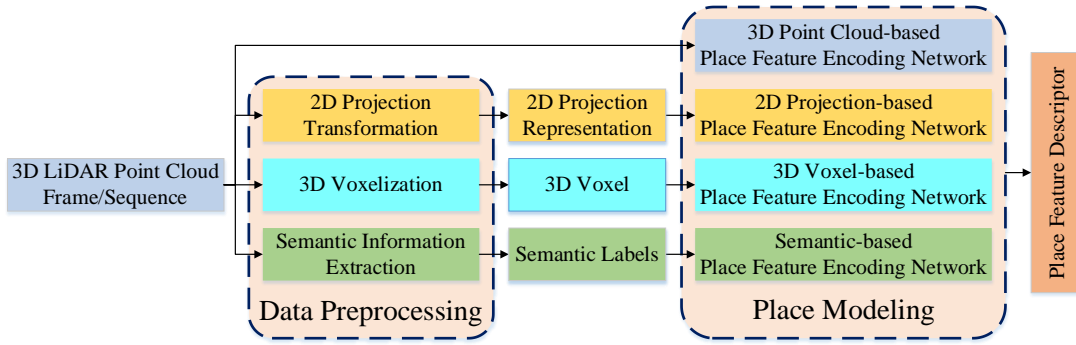 3D LiDAR Point Cloud
Frame/Sequence
2D Projection
Transformation
3D Voxelization
Semantic Information
Extraction
Data Preprocessing
2D Projection
Representation
3D Voxel
Semantic Labels
3D Point Cloud-based
Place Feature Encoding Network
2D Projection-based
Place Feature Encoding Network
3D Voxel-based
Place Feature Encoding Network
Semantic-based
Place Feature Encoding Network
Place Modeling
Place Feature Descriptor